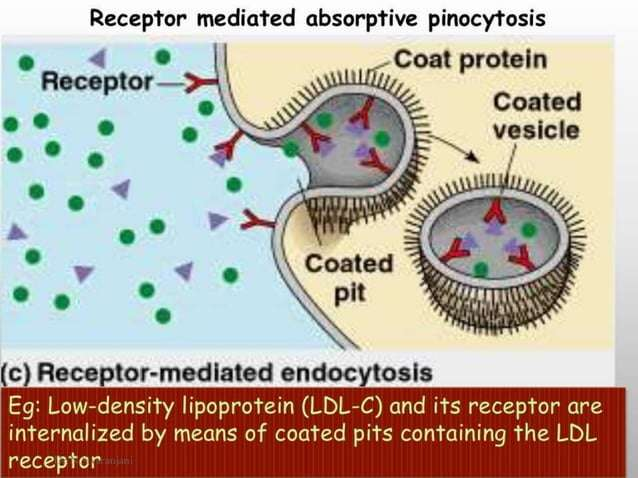 Receptor mediated absorptive pinocytosis
Receptor
Coat protein
Coated
vesicle
Coated
pit
(c) Receptor-mediated endocytosis
Eg: Low-density lipoprotein (LDL-C) and its receptor are
internalized by means of coated pits containing the LDL
receptor